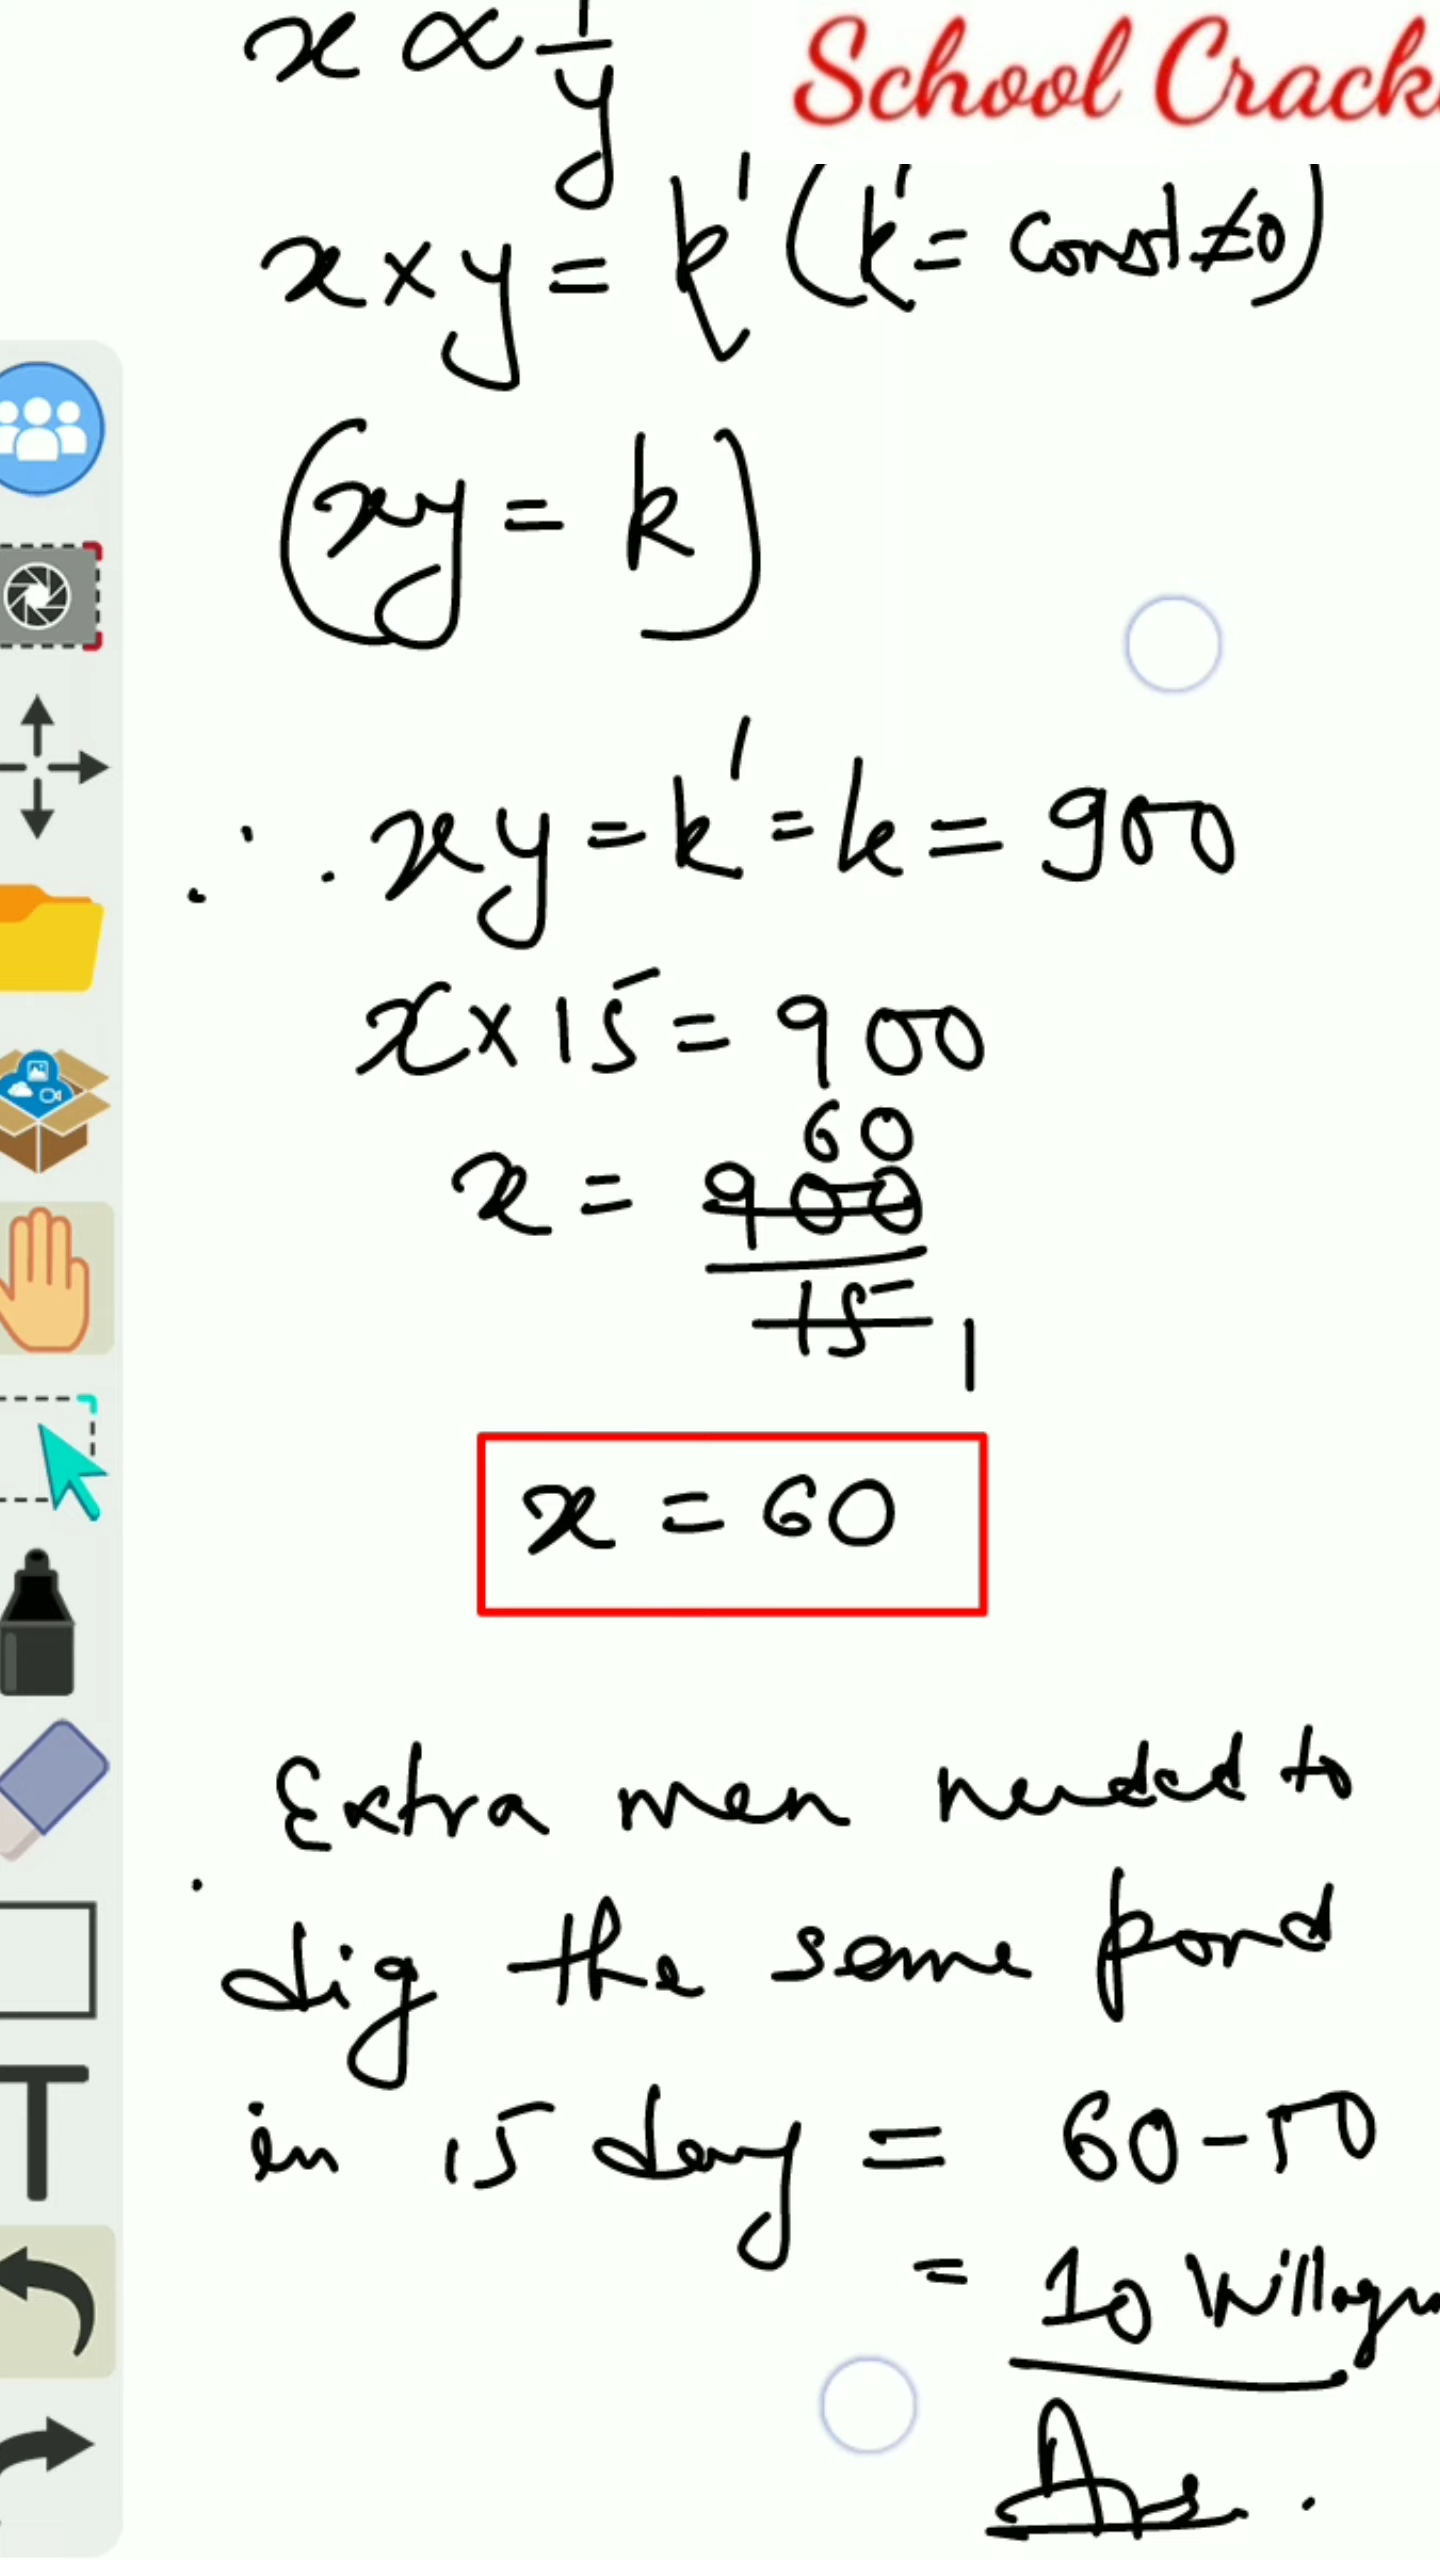 x ∝ 1/y
School Crack
x × y = k' (k' = const ≠ 0)
(xy = k)
∴ xy = k' = k = 900
x × 15 = 900
60
x = 900/15
1
x = 60
Extra men needed to
dig the same pond
in 15 day = 60 - 50
= 10
Ans.
T